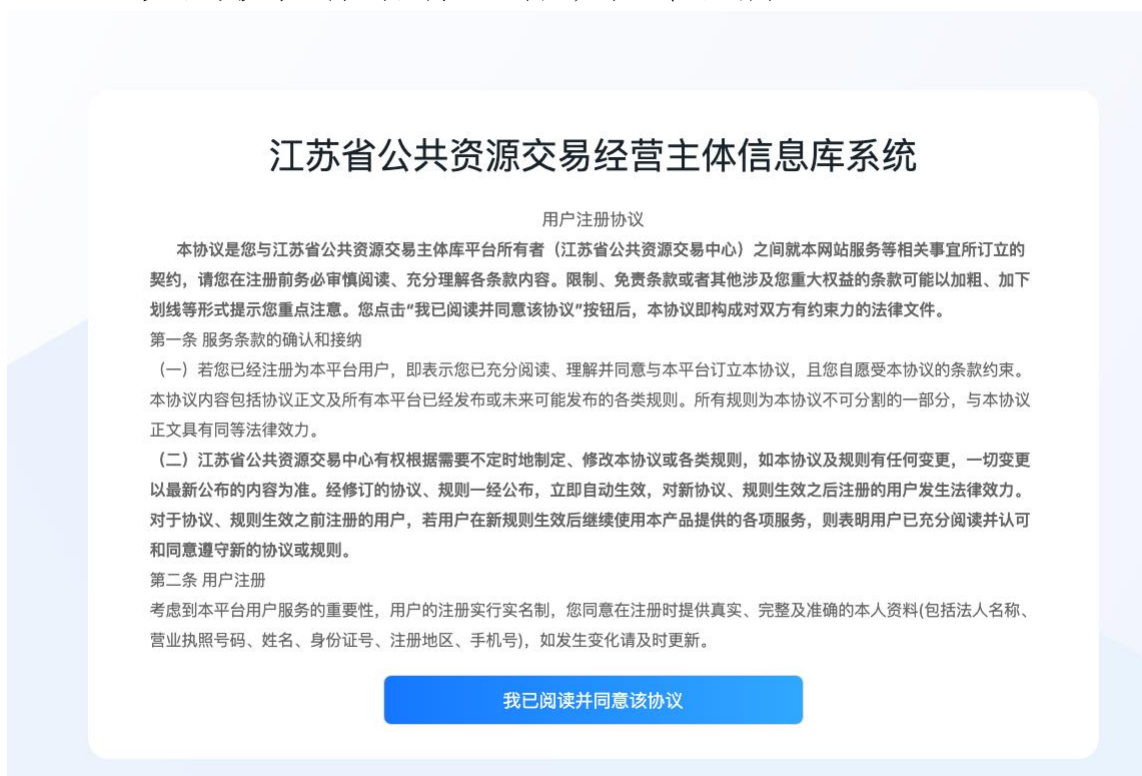 江苏省公共资源交易经营主体信息库系统
用户注册协议
本协议是您与江苏省公共资源交易主体库平台所有者（江苏省公共资源交易中心）之间就本网站服务等相关事宜所订立的
契约，请您在注册前务必审慎阅读、充分理解各条款内容。限制、免责条款或者其他涉及您重大权益的条款可能以加粗、加下
划线等形式提示您重点注意。您点击“我已阅读并同意该协议”按钮后，本协议即构成对双方有约束力的法律文件。
第一条 服务条款的确认和接纳
（一）若您已经注册为本平台用户，即表示您已充分阅读、理解并同意与本平台订立本协议，且您自愿受本协议的条款约束。
本协议内容包括协议正文及所有本平台已经发布或未来可能发布的各类规则。所有规则为本协议不可分割的一部分，与本协议
正文具有同等法律效力。
（二）江苏省公共资源交易中心有权根据需要不定时地制定、修改本协议或各类规则，如本协议及规则有任何变更，一切变更
以最新公布的内容为准。经修订的协议、规则一经公布，立即自动生效，对新协议、规则生效之后注册的用户发生法律效力。
对于协议、规则生效之前注册的用户，若用户在新规则生效后继续使用本产品提供的各项服务，则表明用户已充分阅读并认可
和同意遵守新的协议或规则。
第二条 用户注册
考虑到本平台用户服务的重要性，用户的注册实行实名制，您同意在注册时提供真实、完整及准确的本人资料(包括法人名称、
营业执照号码、姓名、身份证号、注册地区、手机号)，如发生变化请及时更新。
我已阅读并同意该协议